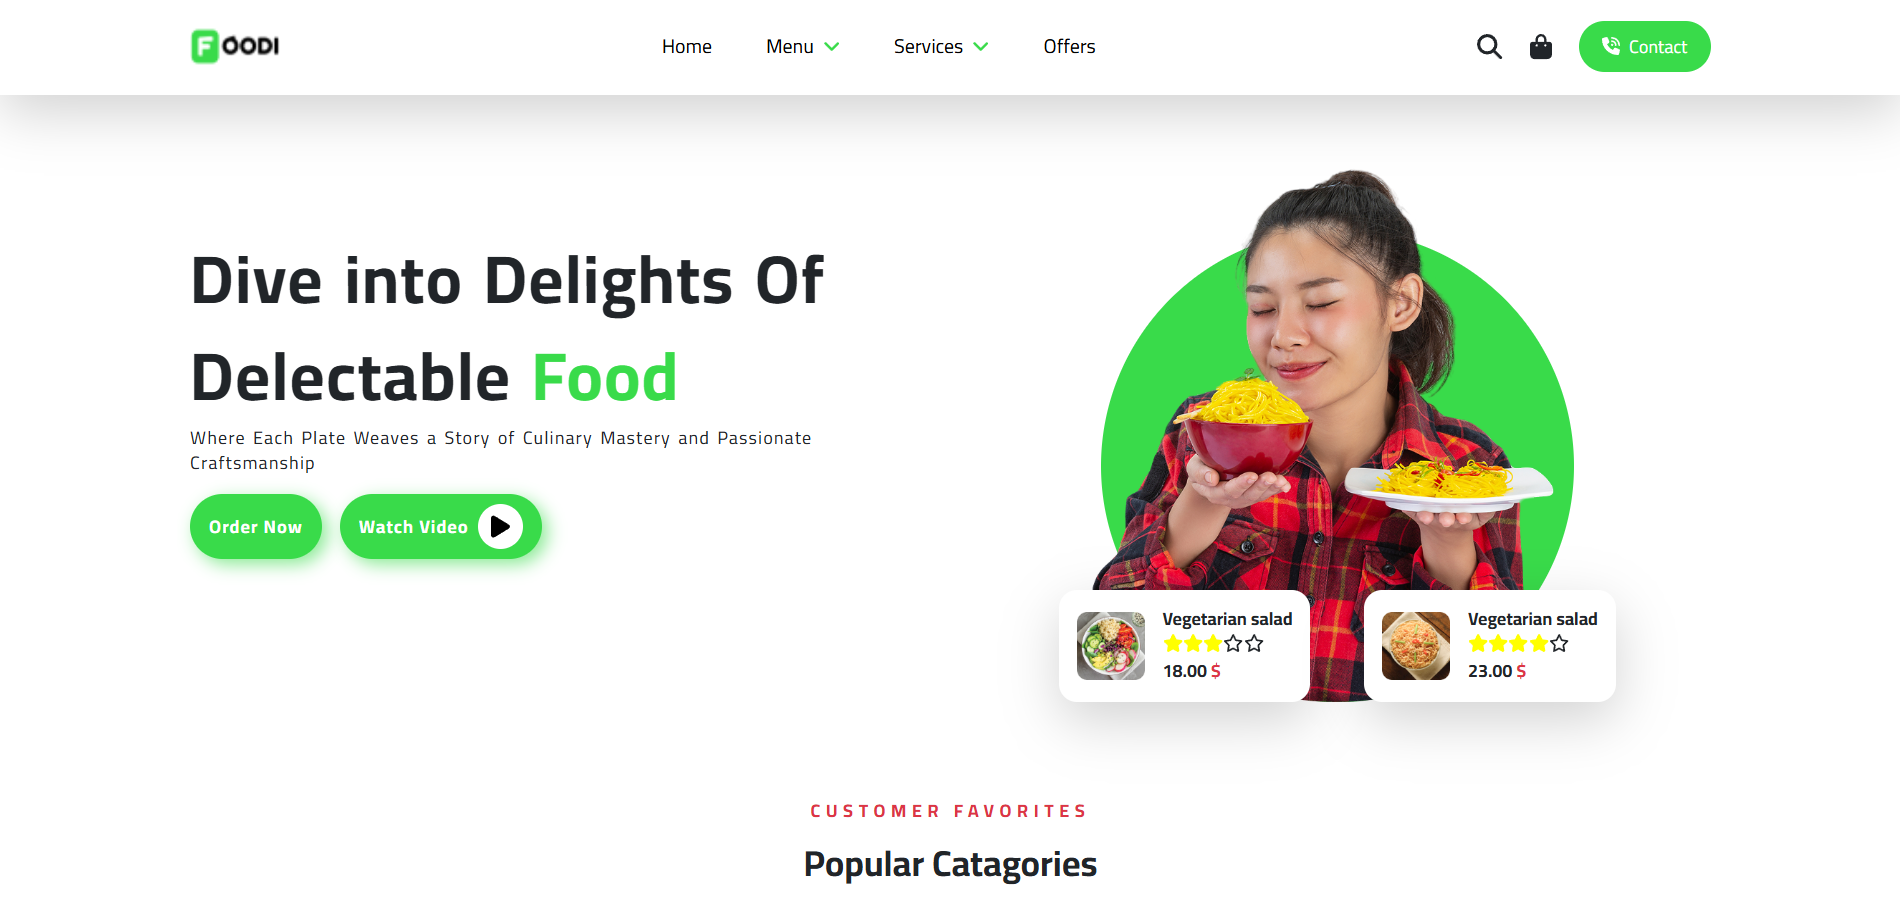 FOODI
Home Menu Services Offers
Contact
Dive into Delights Of
Delectable Food
Where Each Plate Weaves a Story of Culinary Mastery and Passionate
Craftsmanship
Order Now Watch Video
Vegetarian salad
18.00 $
Vegetarian salad
23.00 $
CUSTOMER FAVORITES
Popular Catagories